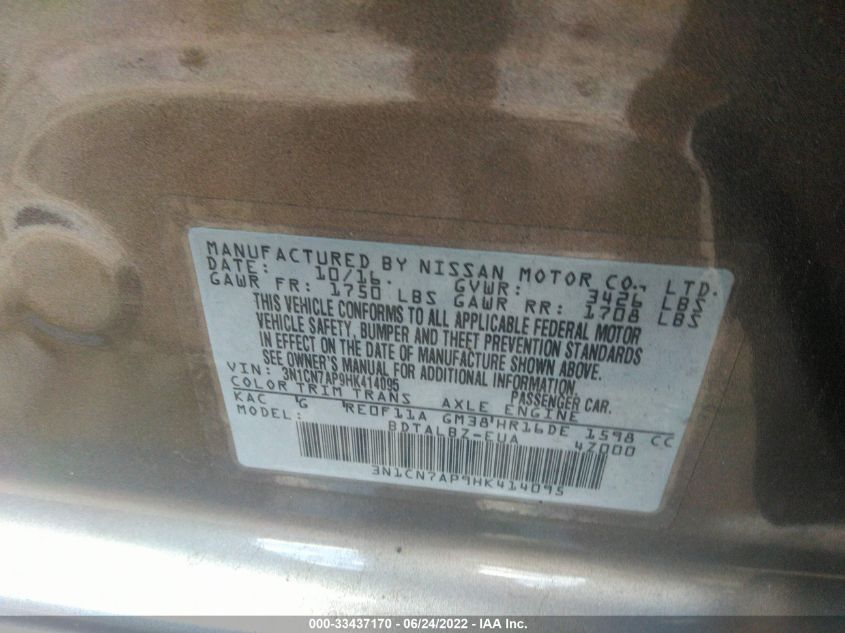 MANUFACTURED BY NISSAN MOTOR CO., LTD.
DATE: 10/16. GVWR: 3426 LBS
GAWR FR: 1750 LBS GAWR RR: 1708 LBS
THIS VEHICLE CONFORMS TO ALL APPLICABLE FEDERAL MOTOR
VEHICLE SAFETY, BUMPER AND THEFT PREVENTION STANDARDS
IN EFFECT ON THE DATE OF MANUFACTURE SHOWN ABOVE.
SEE OWNER'S MANUAL FOR ADDITIONAL INFORMATION.
VIN: 3N1CN7AP9HK414095 PASSENGER CAR.
COLOR TRIM TRANS AXLE ENGINE
KAC G RE0F11A GM38 HR16DE 1598 CC
MODEL: BDTALBZ-EUA 4Z000
3N1CN7AP9HK414095
000-33437170 - 06/24/2022 - IAA Inc.